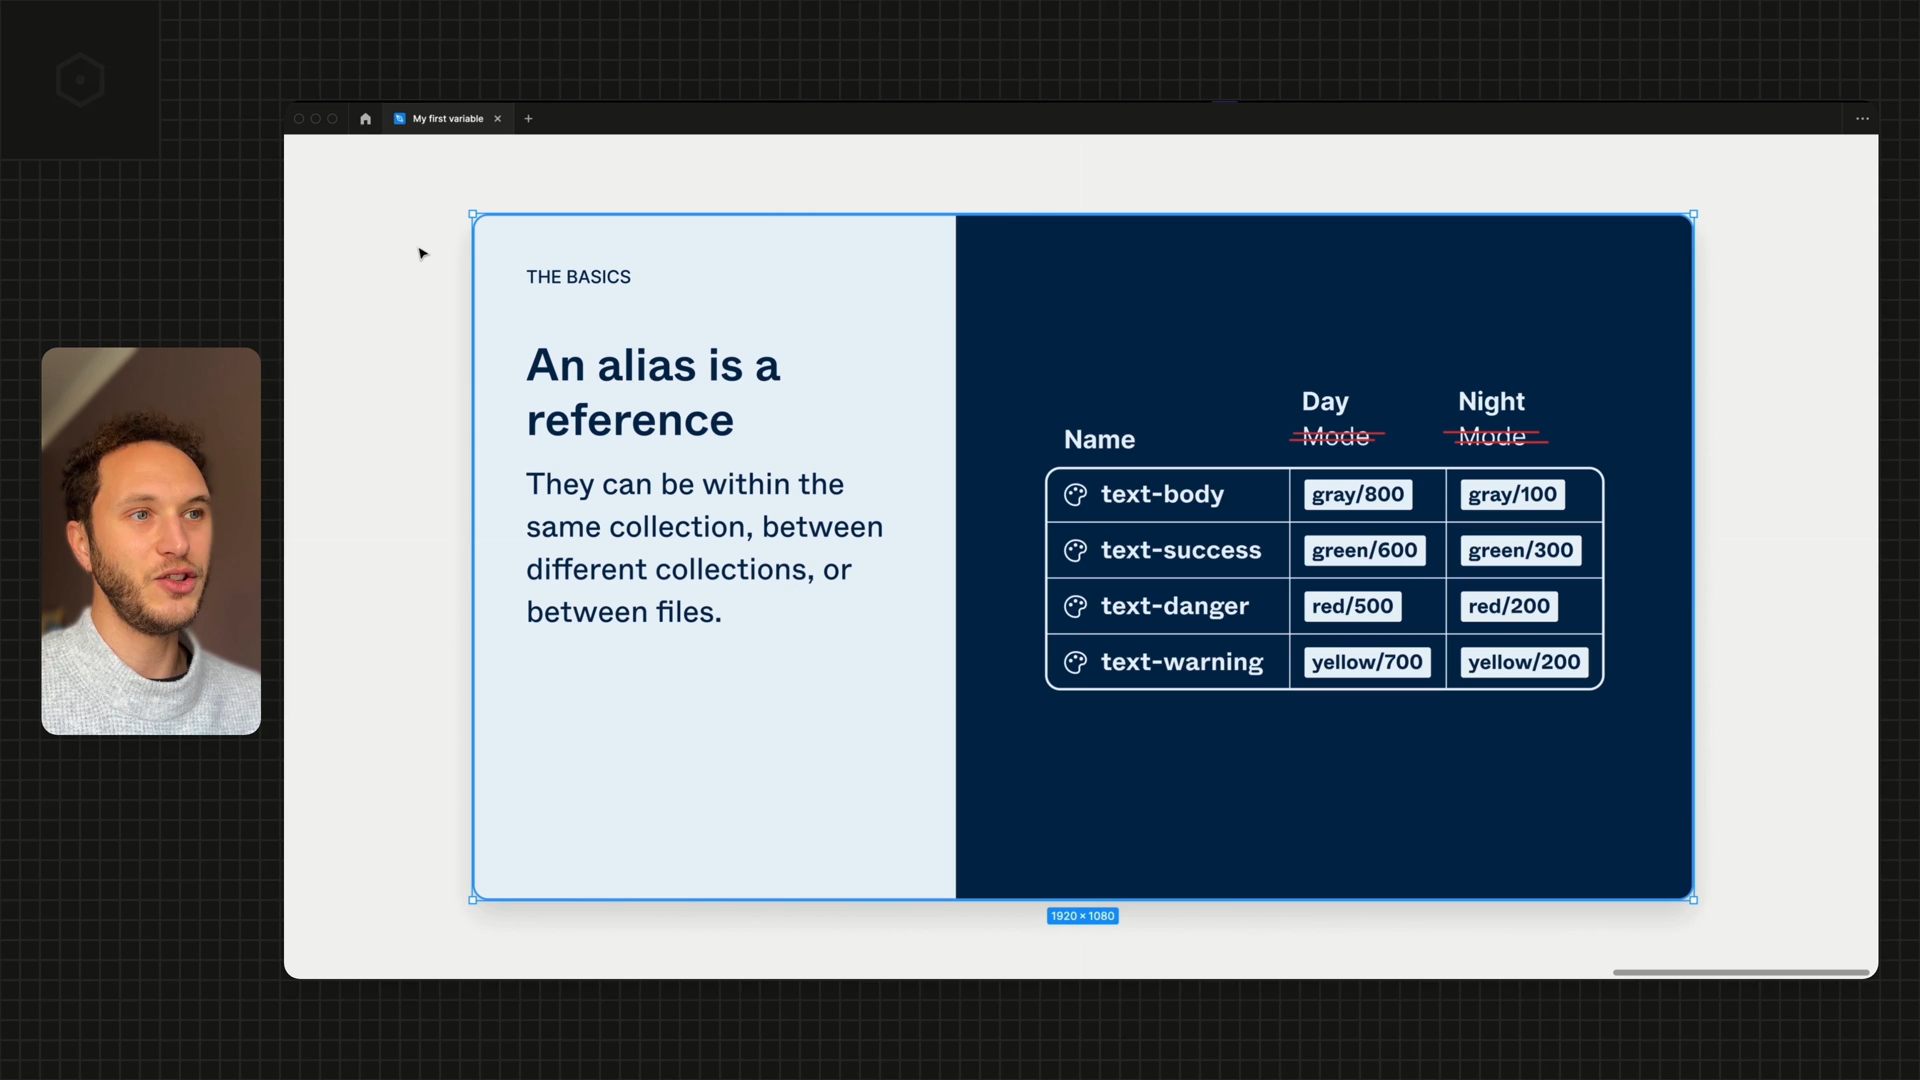 My first variable
THE BASICS
An alias is a
reference
They can be within the
same collection, between
different collections, or
between files.
Day Night
Name Mode Mode
text-body gray/800 gray/100
text-success green/600 green/300
text-danger red/500 red/200
text-warning yellow/700 yellow/200
1920 × 1080